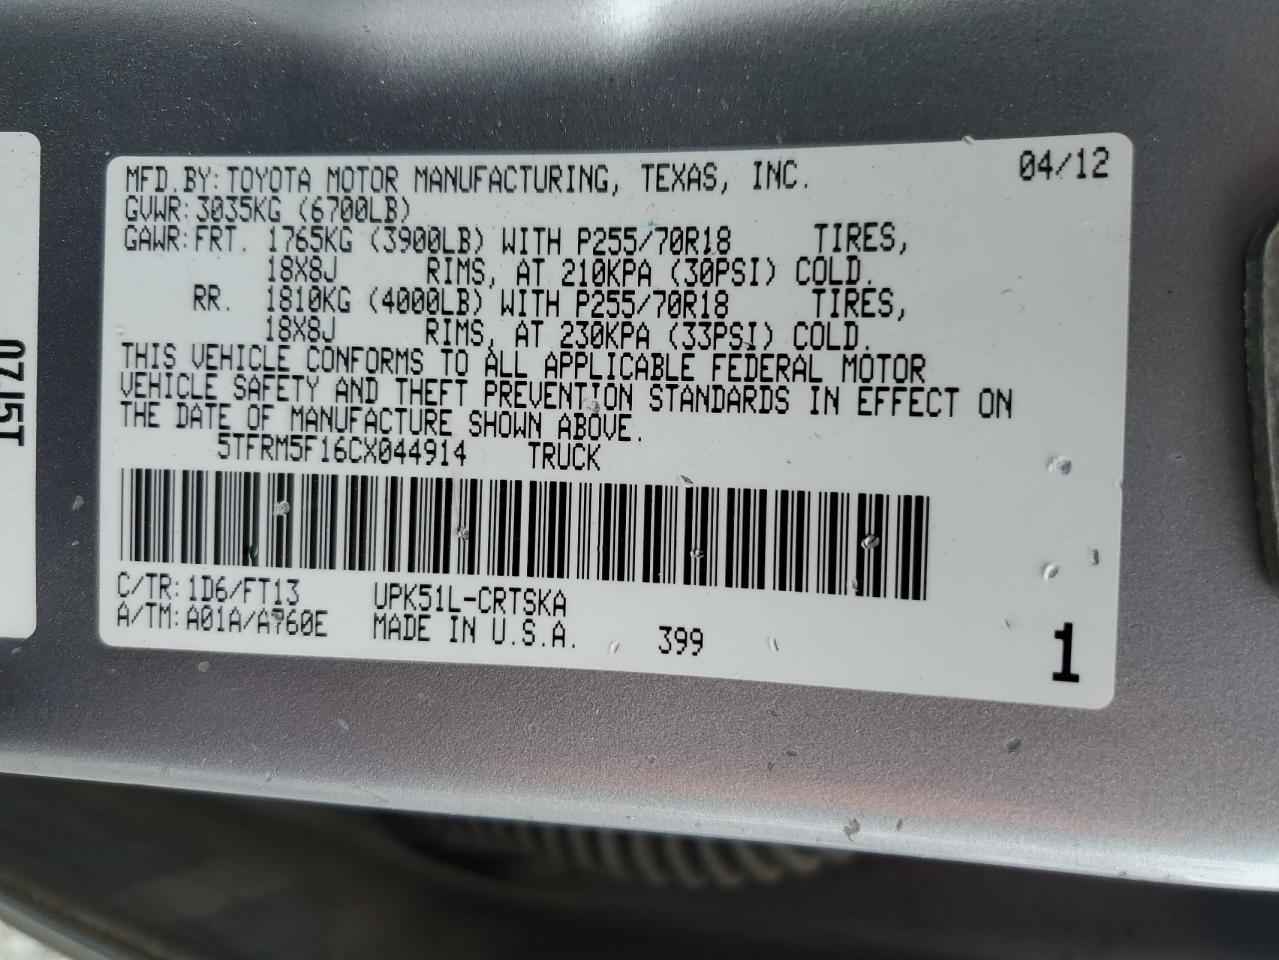 MFD.BY:TOYOTA MOTOR MANUFACTURING, TEXAS, INC. 04/12
GVWR:3035KG (6700LB)
GAWR:FRT. 1765KG (3900LB) WITH P255/70R18 TIRES,
18X8J RIMS, AT 210KPA (30PSI) COLD.
RR. 1810KG (4000LB) WITH P255/70R18 TIRES,
18X8J RIMS, AT 230KPA (33PSI) COLD.
THIS VEHICLE CONFORMS TO ALL APPLICABLE FEDERAL MOTOR
VEHICLE SAFETY AND THEFT PREVENTION STANDARDS IN EFFECT ON
THE DATE OF MANUFACTURE SHOWN ABOVE.
5TFRM5F16CX044914 TRUCK
C/TR:1D6/FT13 UPK51L-CRTSKA
A/TM:A01A/A760E MADE IN U.S.A. 399
1